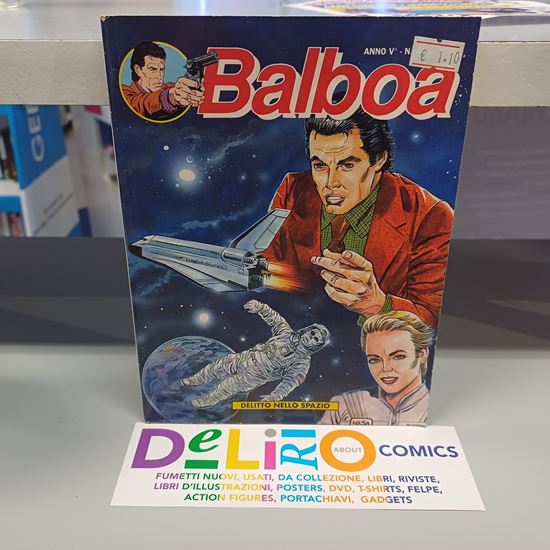 ANNO V° - N.
€ 1.10
Balboa
DELITTO NELLO SPAZIO
NASA
DeLiRiO
ABOUT
COMICS
FUMETTI NUOVI, USATI, DA COLLEZIONE, LIBRI, RIVISTE,
LIBRI D'ILLUSTRAZIONI, POSTERS, DVD, T-SHIRTS, FELPE,
ACTION FIGURES, PORTACHIAVI, GADGETS